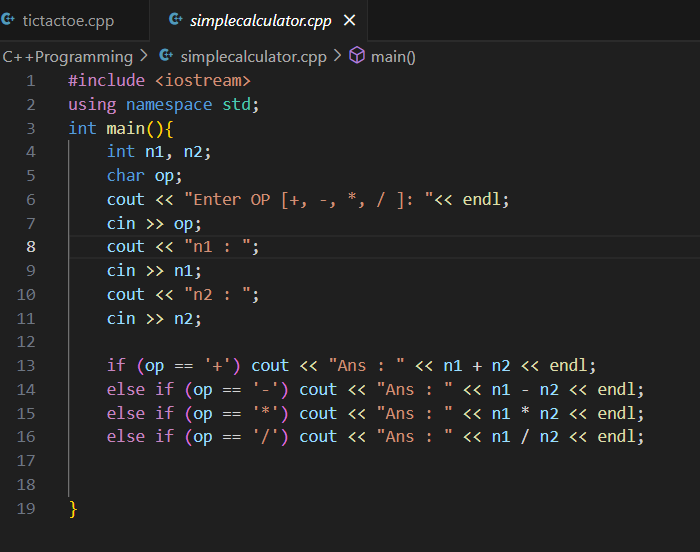 tictactoe.cpp simplecalculator.cpp ×
C++Programming > simplecalculator.cpp > main()
1 #include <iostream>
2 using namespace std;
3 int main(){
4     int n1, n2;
5     char op;
6     cout << "Enter OP [+, -, *, / ]: "<< endl;
7     cin >> op;
8     cout << "n1 : ";
9     cin >> n1;
10     cout << "n2 : ";
11     cin >> n2;
12
13     if (op == '+') cout << "Ans : " << n1 + n2 << endl;
14     else if (op == '-') cout << "Ans : " << n1 - n2 << endl;
15     else if (op == '*') cout << "Ans : " << n1 * n2 << endl;
16     else if (op == '/') cout << "Ans : " << n1 / n2 << endl;
17
18
19 }